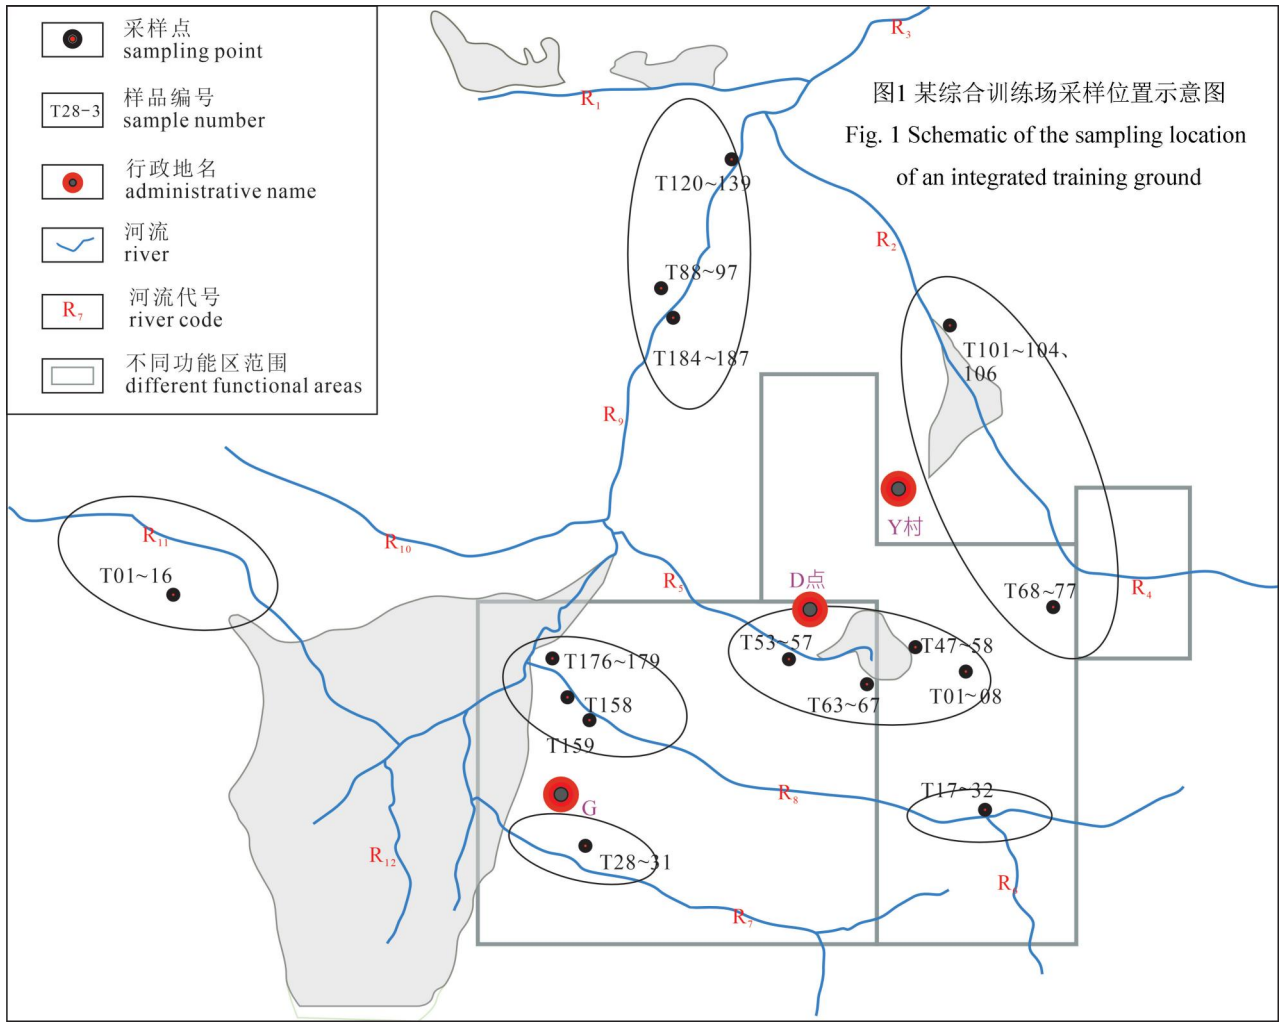 采样点
sampling point
T28-3
样品编号
sample number
行政地名
administrative name
河流
river
R₇
河流代号
river code
不同功能区范围
different functional areas
图1 某综合训练场采样位置示意图
Fig. 1 Schematic of the sampling location
of an integrated training ground
R₃
R₁
T120~139
R₂
T88~97
T184~187
T101~104、
106
R₉
Y村
R₁₁
R₁₀
T01~16
R₅
D点
R₄
T68~77
T53~57
T47~58
T176~179
T63~67
T01~08
T158
T159
R₈
T17~32
G
R₁₂
T28~31
R₆
R₇